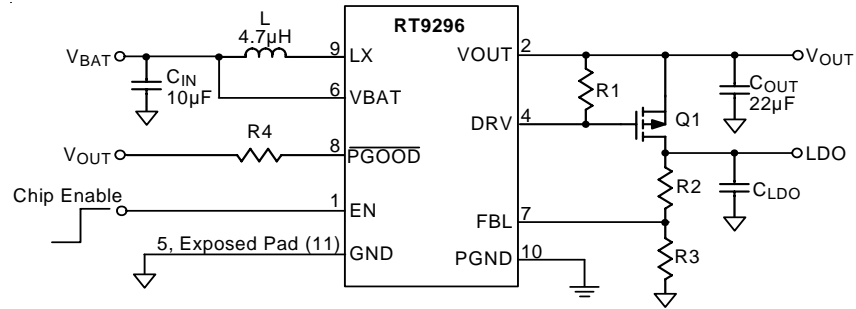 RT9296
L
4.7µH
VBAT
CIN
10µF
9
LX
6
VBAT
VOUT
R4
8
PGOOD
Chip Enable
1
EN
5, Exposed Pad (11)
GND
VOUT
2
R1
DRV
4
Q1
VOUT
COUT
22µF
LDO
R2
CLDO
FBL
7
R3
PGND
10